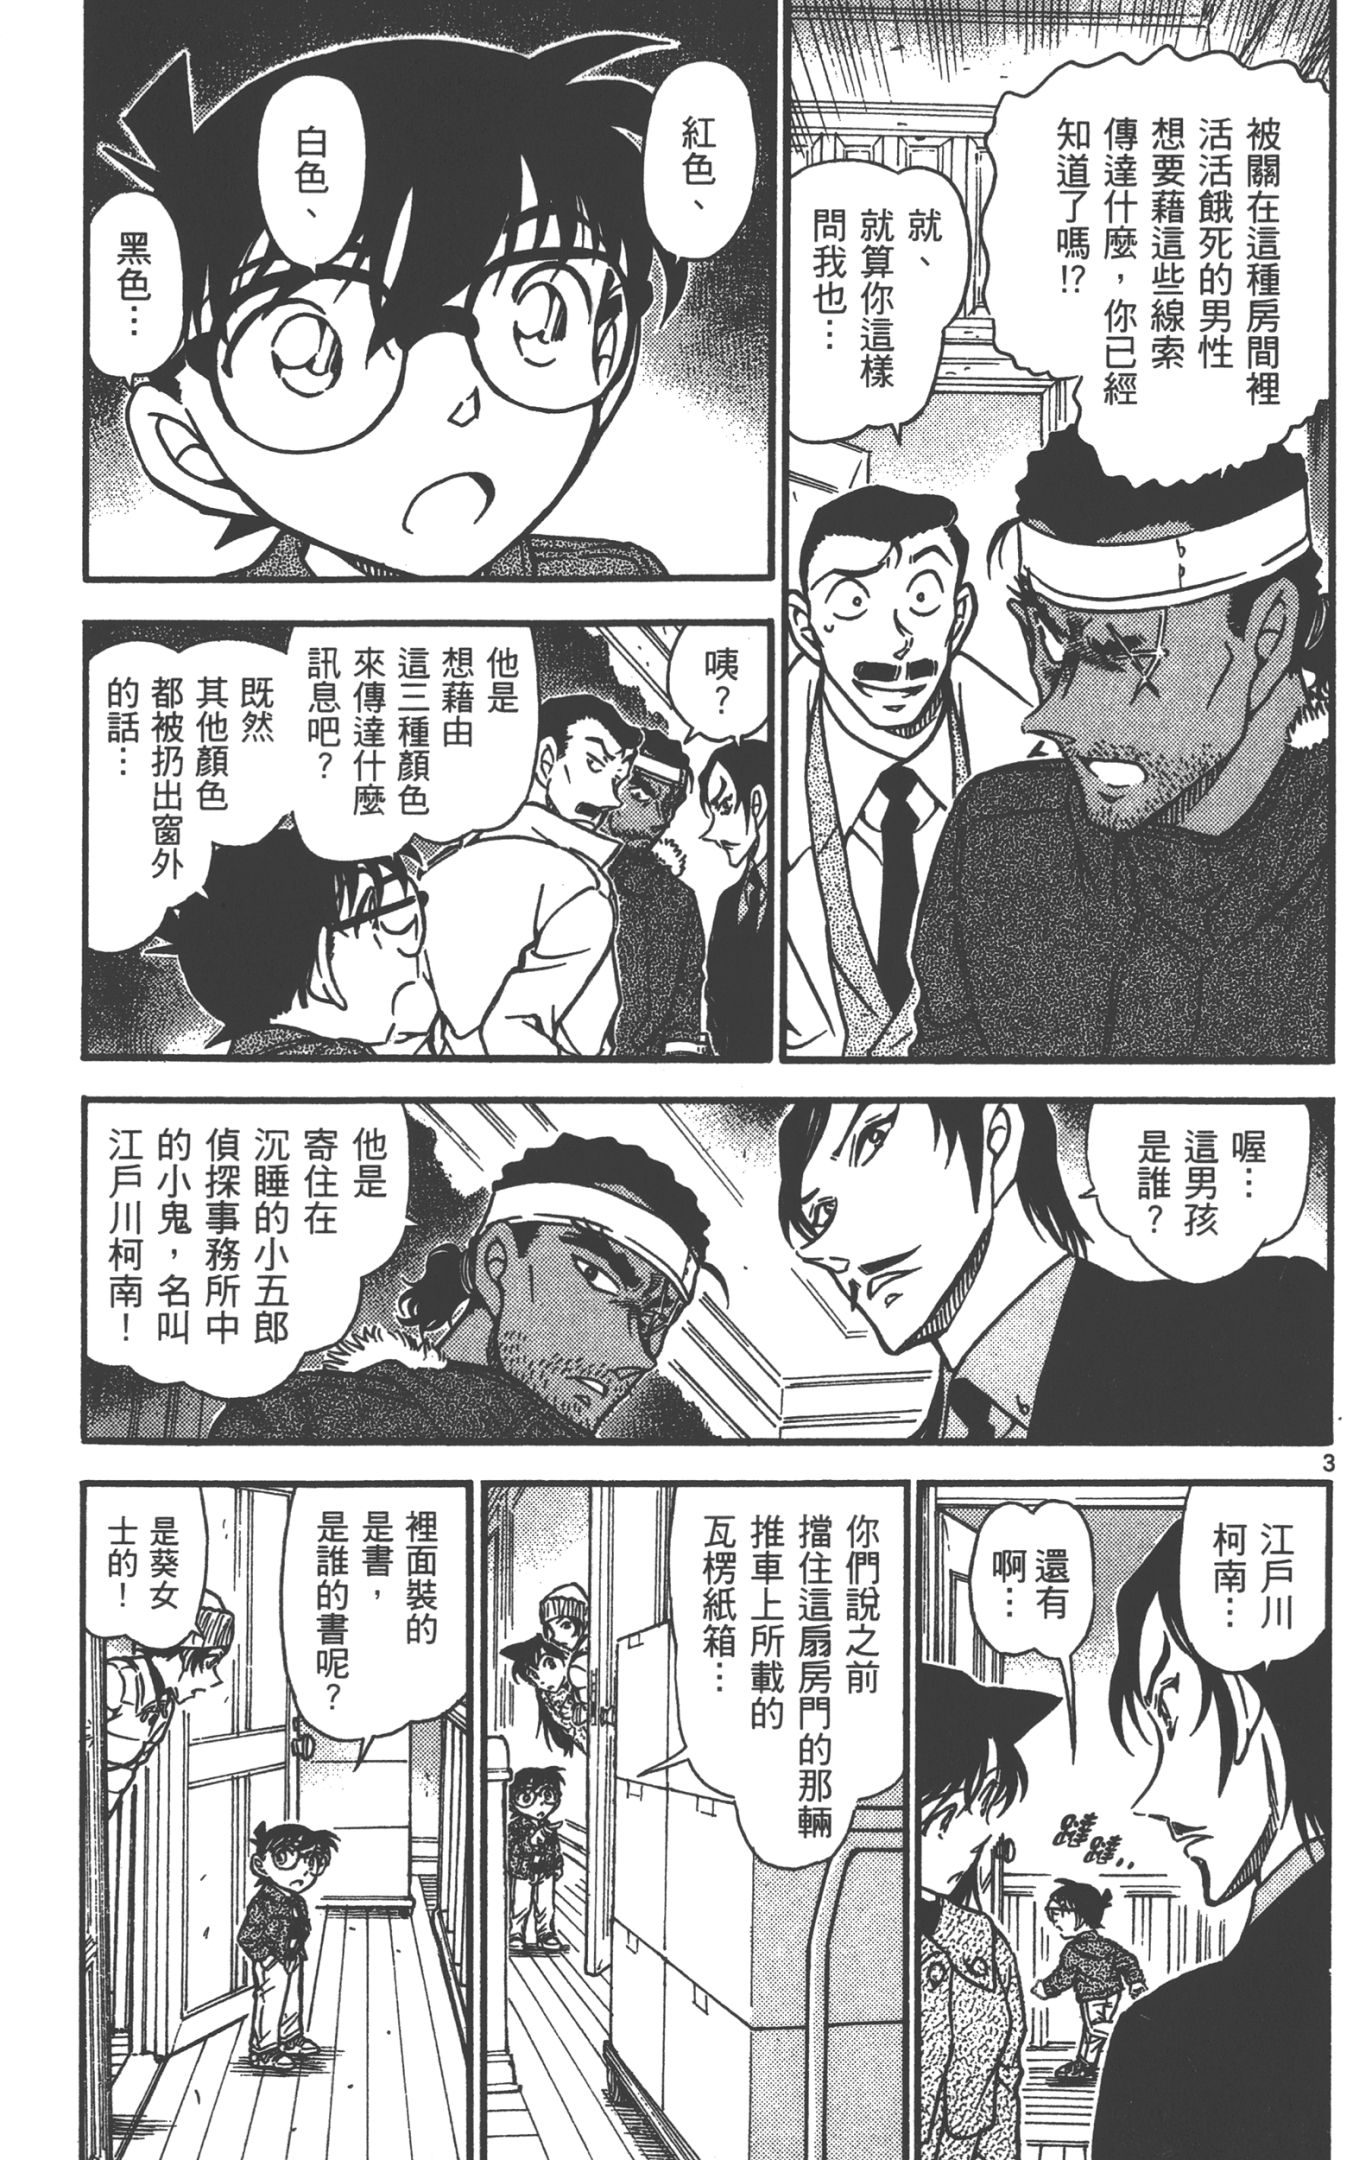 被關在這種房間裡
活活餓死的男性
想要藉這些線索
傳達什麼，你已經
知道了嗎!?
就、
就算你這樣
問我也…
紅色、
白色、
黑色…
咦？
他是
想藉由
這三種顏色
來傳達什麼
訊息吧？
既然
其他顏色
都被扔出窗外
的話…
喔…
這男孩
是誰？
他是
寄住在
沉睡的小五郎
偵探事務所中
的小鬼，名叫
江戶川柯南！
3
江戶川
柯南…
還有
啊…
躂躂‥
你們說之前
擋住這扇房門的那輛
推車上所載的
瓦楞紙箱…
裡面裝的
是書，
是誰的書呢？
是葵女
士的！